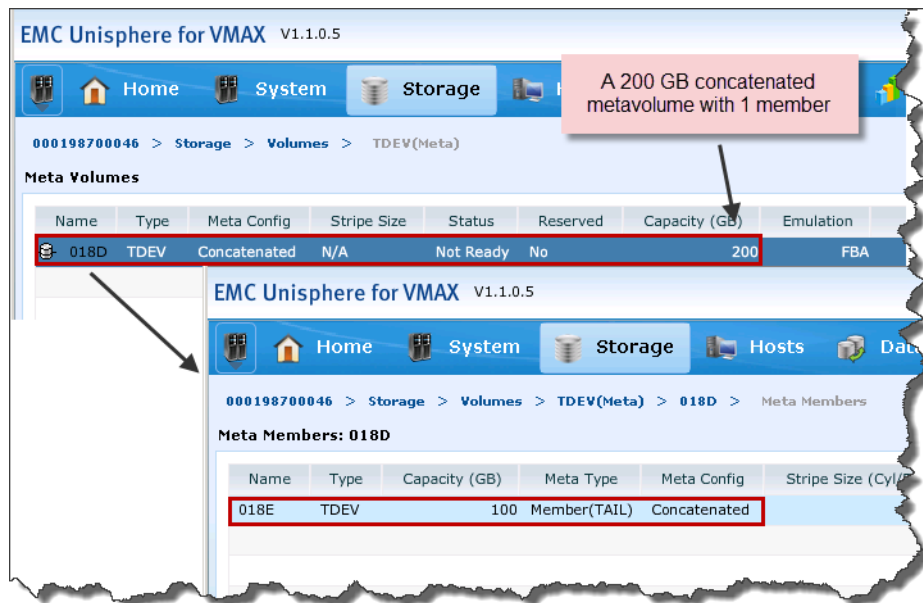 EMC Unisphere for VMAX V1.1.0.5
A 200 GB concatenated
metavolume with 1 member
Home System Storage
000198700046 > Storage > Volumes > TDEV(Meta)
Meta Volumes
Name Type Meta Config Stripe Size Status Reserved Capacity (GB) Emulation
018D TDEV Concatenated N/A Not Ready No 200 FBA
EMC Unisphere for VMAX V1.1.0.5
Home System Storage Hosts
000198700046 > Storage > Volumes > TDEV(Meta) > 018D > Meta Members
Meta Members: 018D
Name Type Capacity (GB) Meta Type Meta Config Stripe Size
018E TDEV 100 Member(TAIL) Concatenated